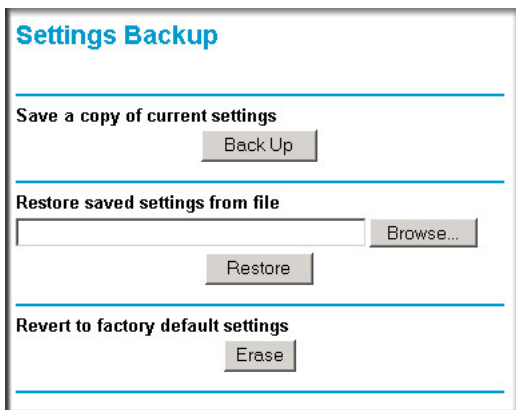 Settings Backup
Save a copy of current settings
Back Up
Restore saved settings from file
Browse...
Restore
Revert to factory default settings
Erase